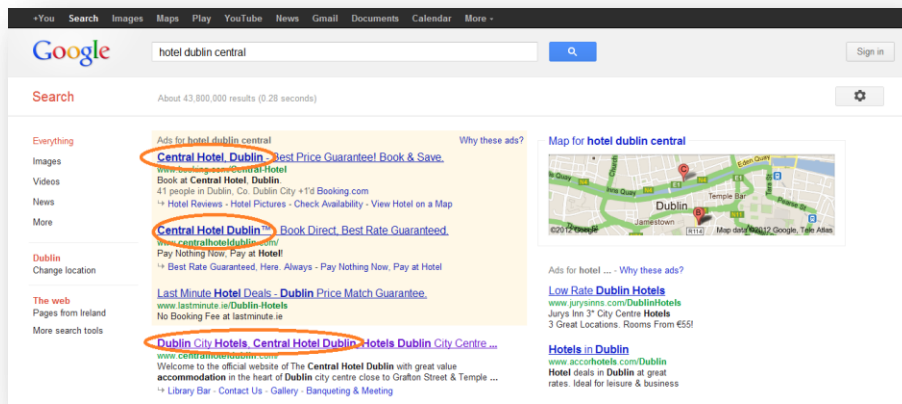 +You Search Images Maps Play YouTube News Gmail Documents Calendar More
Google
hotel dublin central
Sign in
Search
About 43,800,000 results (0.28 seconds)
Everything
Images
Videos
News
More
Dublin
Change location
The web
Pages from Ireland
More search tools
Ads for hotel dublin central Why these ads?
Central Hotel, Dublin - Best Price Guarantee! Book & Save.
www.booking.com/Central-Hotel
Book at Central Hotel, Dublin
41 people in Dublin, Co. Dublin City +1'd Booking.com
Hotel Reviews - Hotel Pictures - Check Availability - View Hotel on a Map
Central Hotel Dublin™ Book Direct, Best Rate Guaranteed.
www.centralhoteldublin.com/
Pay Nothing Now, Pay at Hotel!
Best Rate Guaranteed, Here. Always - Pay Nothing Now, Pay at Hotel
Last Minute Hotel Deals - Dublin Price Match Guarantee.
www.lastminute.ie/Dublin-Hotels
No Booking Fee at lastminute.ie
Dublin City Hotels, Central Hotel Dublin, Hotels Dublin City Centre ...
www.centralhoteldublin.com/
Welcome to the official website of The Central Hotel Dublin with great value
accommodation in the heart of Dublin city centre close to Grafton Street & Temple ...
Library Bar - Contact Us - Gallery - Banqueting & Meeting
Map for hotel dublin central
Church
Eden Quay
Inns Quay
E1
E1
C
Temple Bar
Dublin
Pearse St
B
Jamestown
R114
©2012 Google Map data ©2012 Google, Tele Atlas
Ads for hotel ... - Why these ads?
Low Rate Dublin Hotels
www.jurysinns.com/DublinHotels
Jurys Inn 3* City Centre Hotels
3 Great Locations. Rooms From €55!
Hotels in Dublin
www.accorhotels.com/Dublin
Hotel deals in Dublin at great
rates. Ideal for leisure & business